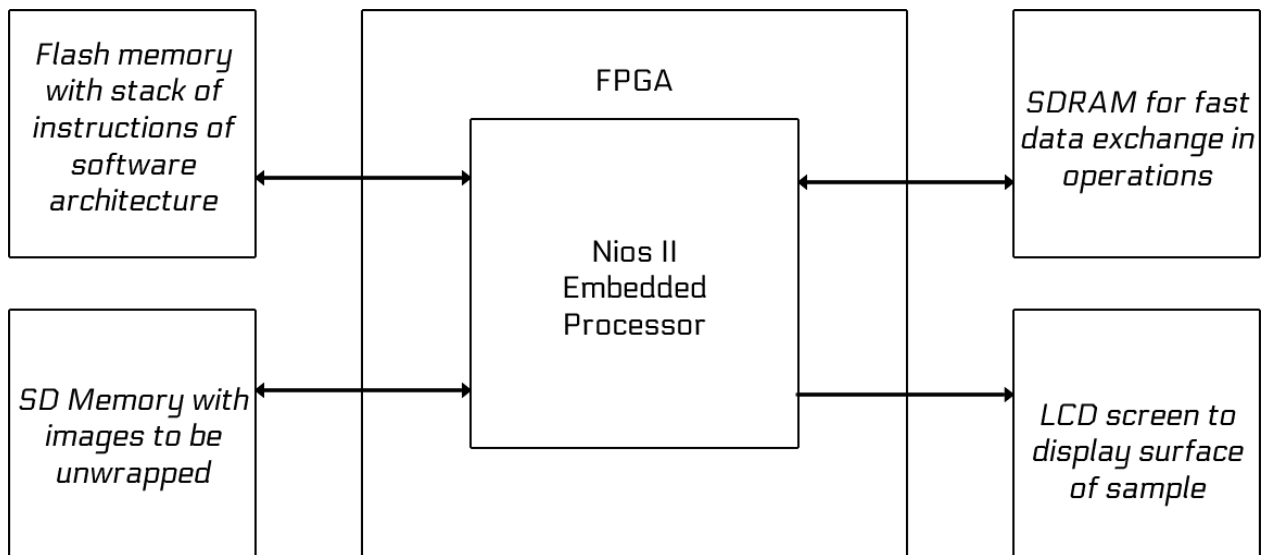 Flash memory
with stack of
instructions of
software
architecture
SD Memory with
images to be
unwrapped
FPGA
Nios II
Embedded
Processor
SDRAM for fast
data exchange in
operations
LCD screen to
display surface
of sample